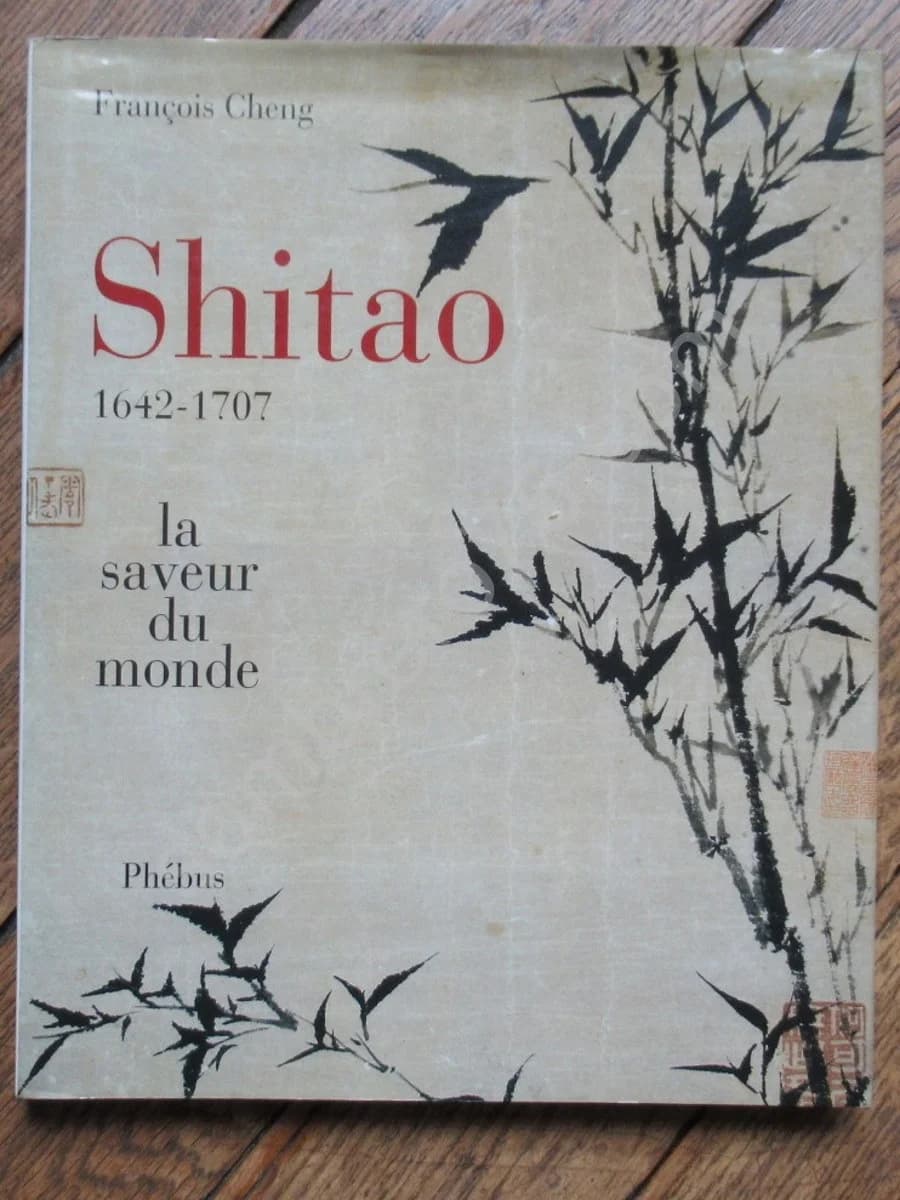 François Cheng
Shitao
1642-1707
la
saveur
du
monde
Phébus